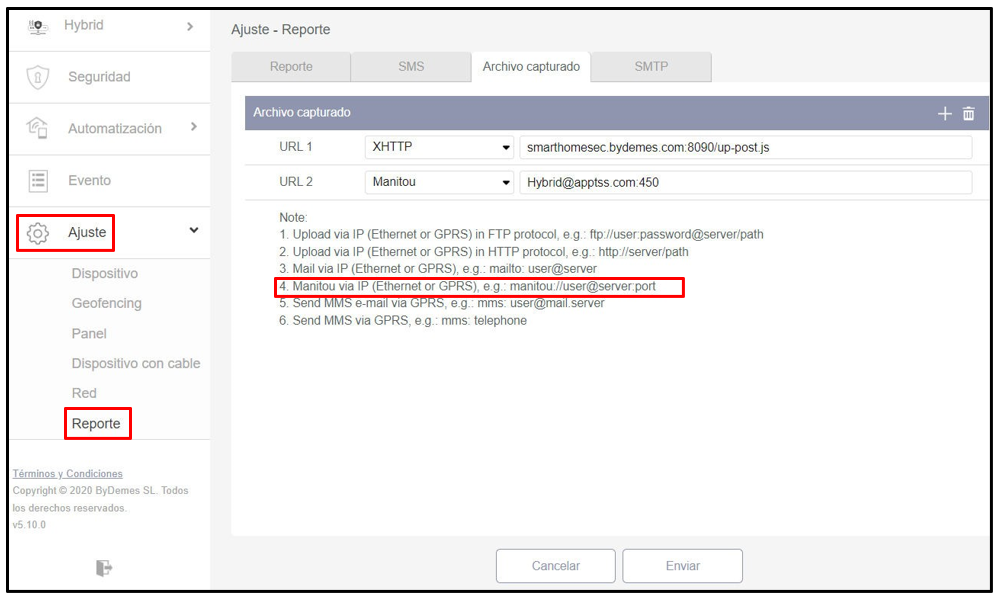 Hybrid
Seguridad
Automatización
Evento
Ajuste
Dispositivo
Geofencing
Panel
Dispositivo con cable
Red
Reporte
Términos y Condiciones
Copyright © 2020 ByDemes SL. Todos
los derechos reservados.
v5.10.0
Ajuste - Reporte
Reporte SMS Archivo capturado SMTP
Archivo capturado
URL 1 XHTTP smarthomesec.bydemes.com:8090/up-post.js
URL 2 Manitou Hybrid@apptss.com:450
Note:
1. Upload via IP (Ethernet or GPRS) in FTP protocol, e.g.: ftp://user:password@server/path
2. Upload via IP (Ethernet or GPRS) in HTTP protocol, e.g.: http://server/path
3. Mail via IP (Ethernet or GPRS), e.g.: mailto: user@server
4. Manitou via IP (Ethernet or GPRS), e.g.: manitou://user@server:port
5. Send MMS e-mail via GPRS, e.g.: mms: user@mail.server
6. Send MMS via GPRS, e.g.: mms: telephone
Cancelar Enviar